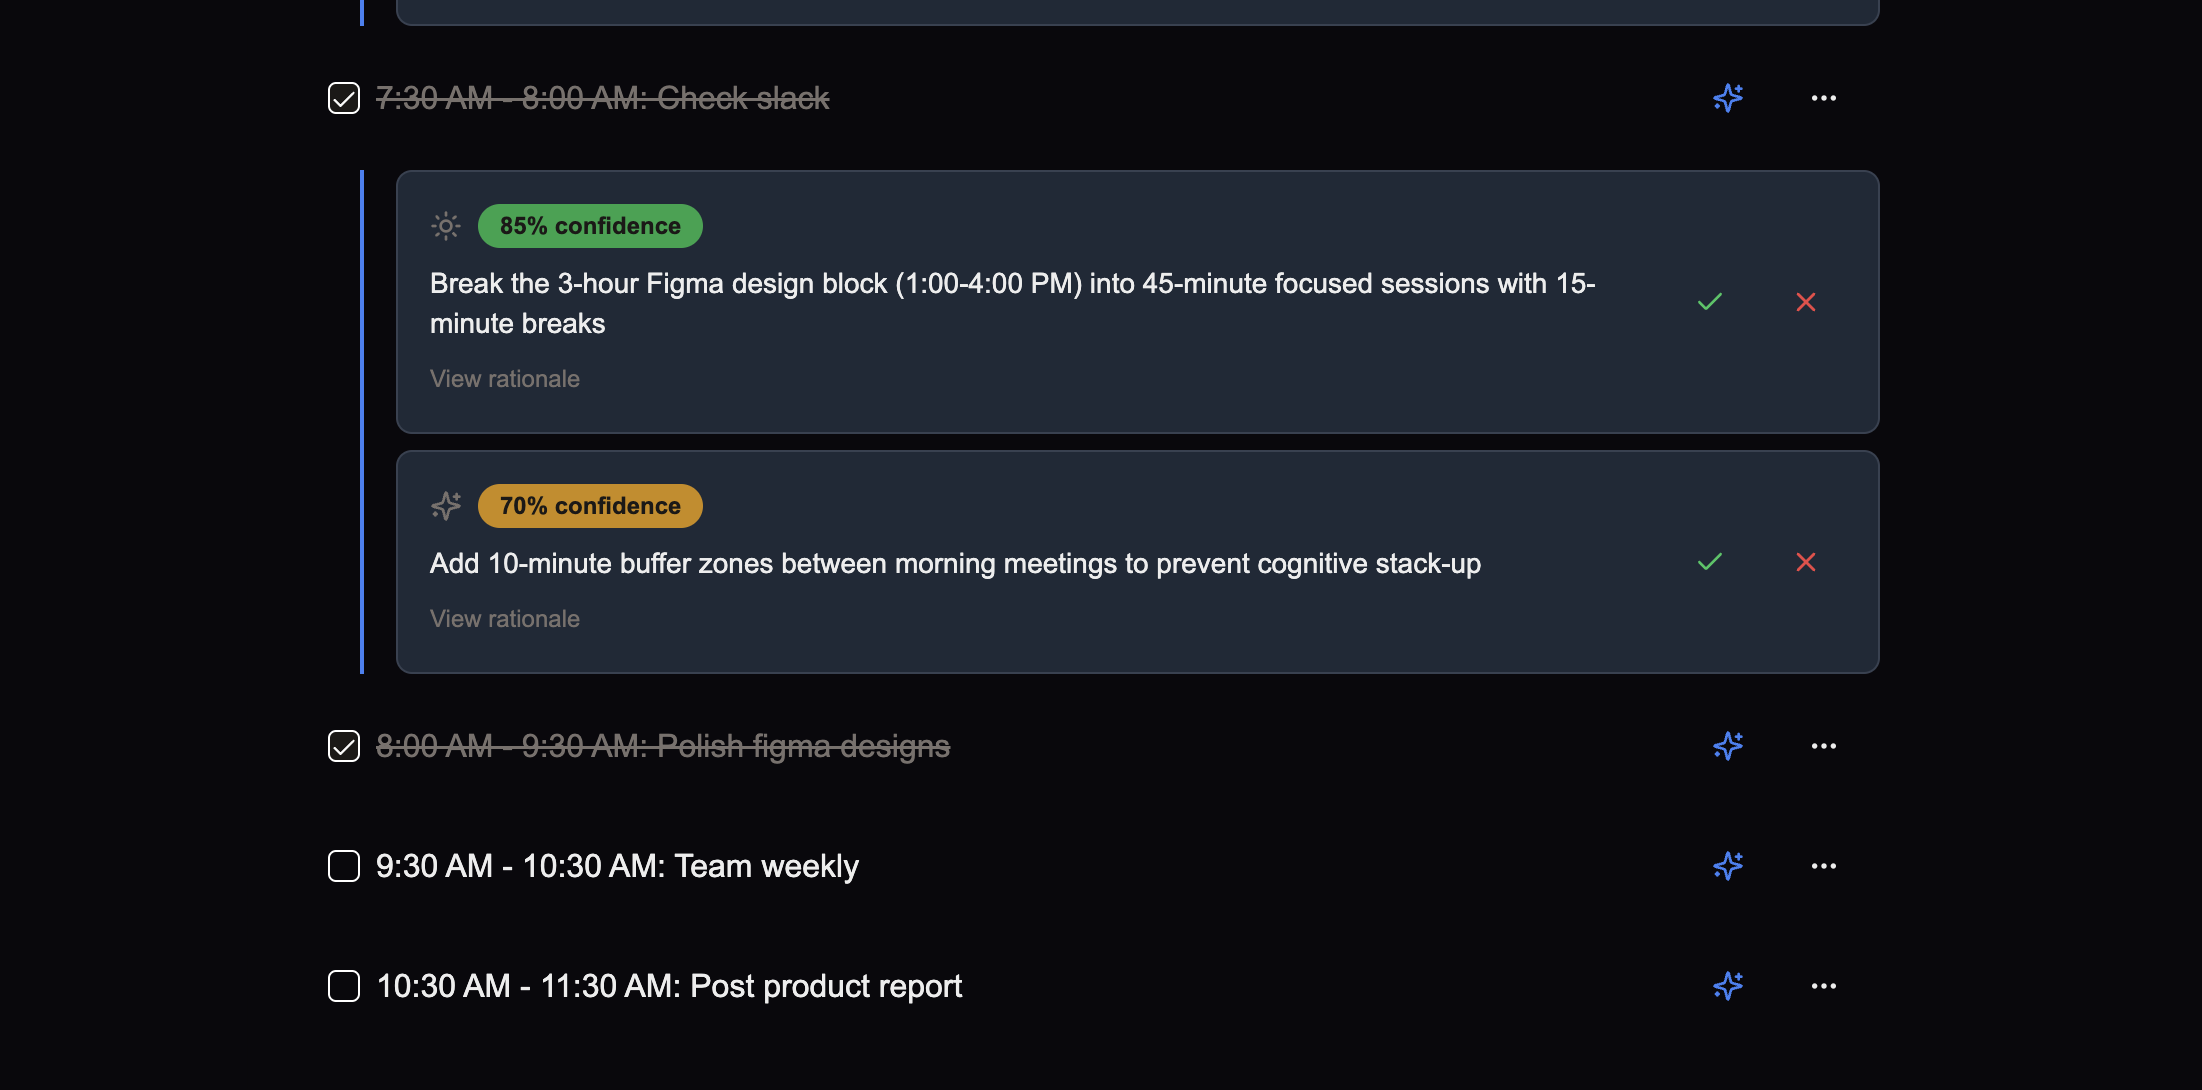 7:30 AM - 8:00 AM: Check slack
85% confidence
Break the 3-hour Figma design block (1:00-4:00 PM) into 45-minute focused sessions with 15-
minute breaks
View rationale
70% confidence
Add 10-minute buffer zones between morning meetings to prevent cognitive stack-up
View rationale
8:00 AM - 9:30 AM: Polish figma designs
9:30 AM - 10:30 AM: Team weekly
10:30 AM - 11:30 AM: Post product report